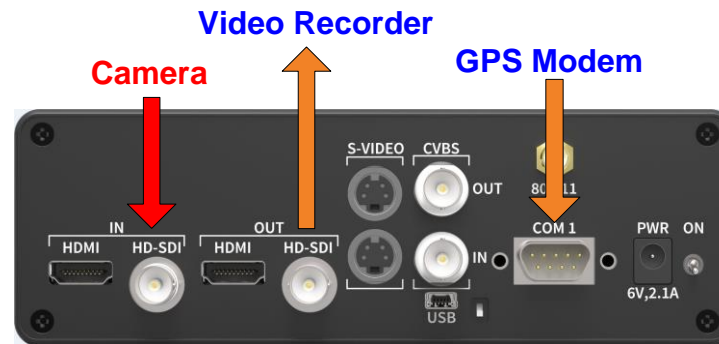 Video Recorder
Camera
GPS Modem
S-VIDEO CVBS
OUT
IN OUT
COM 1 PWR ON
HDMI HD-SDI HDMI HD-SDI
IN
6V,2.1A
USB